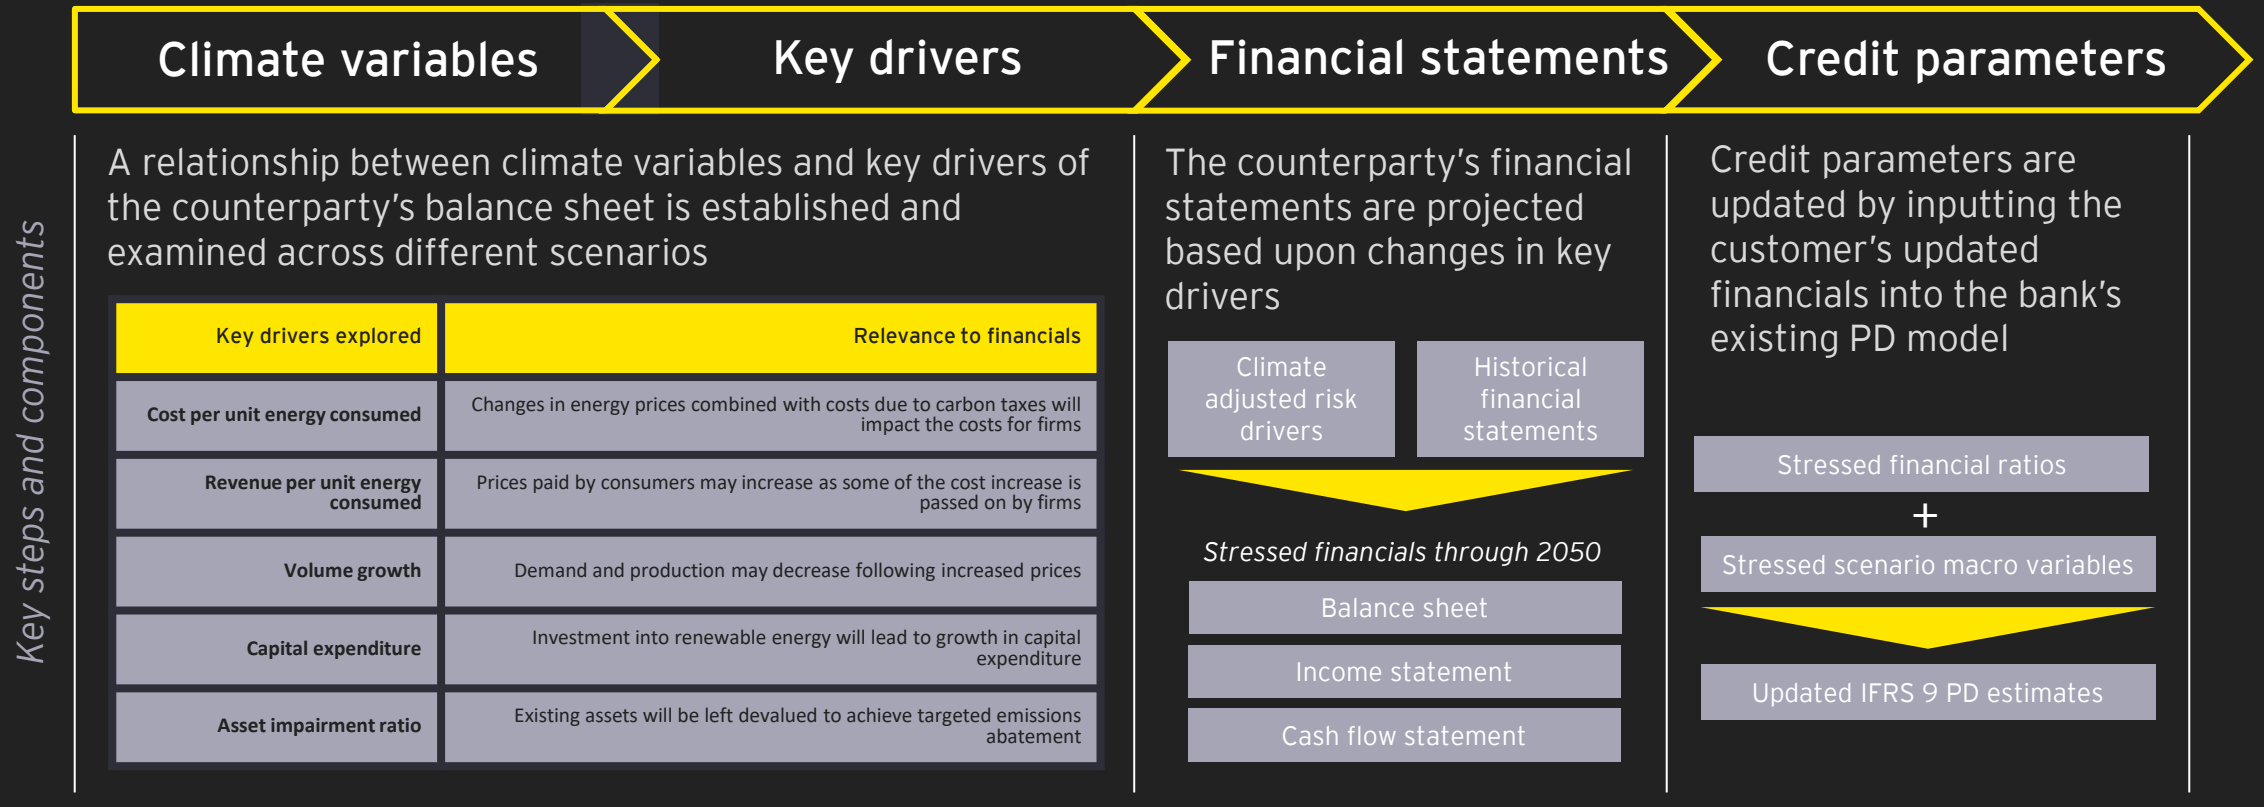 Climate variables
Key drivers
Financial statements
Credit parameters
Key steps and components
A relationship between climate variables and key drivers of
the counterparty's balance sheet is established and
examined across different scenarios
Key drivers explored
Relevance to financials
Cost per unit energy consumed
Changes in energy prices combined with costs due to carbon taxes will
impact the costs for firms
Revenue per unit energy
consumed
Prices paid by consumers may increase as some of the cost increase is
passed on by firms
Volume growth
Demand and production may decrease following increased prices
Capital expenditure
Investment into renewable energy will lead to growth in capital
expenditure
Asset impairment ratio
Existing assets will be left devalued to achieve targeted emissions
abatement
The counterparty's financial
statements are projected
based upon changes in key
drivers
Climate
adjusted risk
drivers
Historical
financial
statements
Stressed financials through 2050
Balance sheet
Income statement
Cash flow statement
Credit parameters are
updated by inputting the
customer's updated
financials into the bank's
existing PD model
Stressed financial ratios
+
Stressed scenario macro variables
Updated IFRS 9 PD estimates